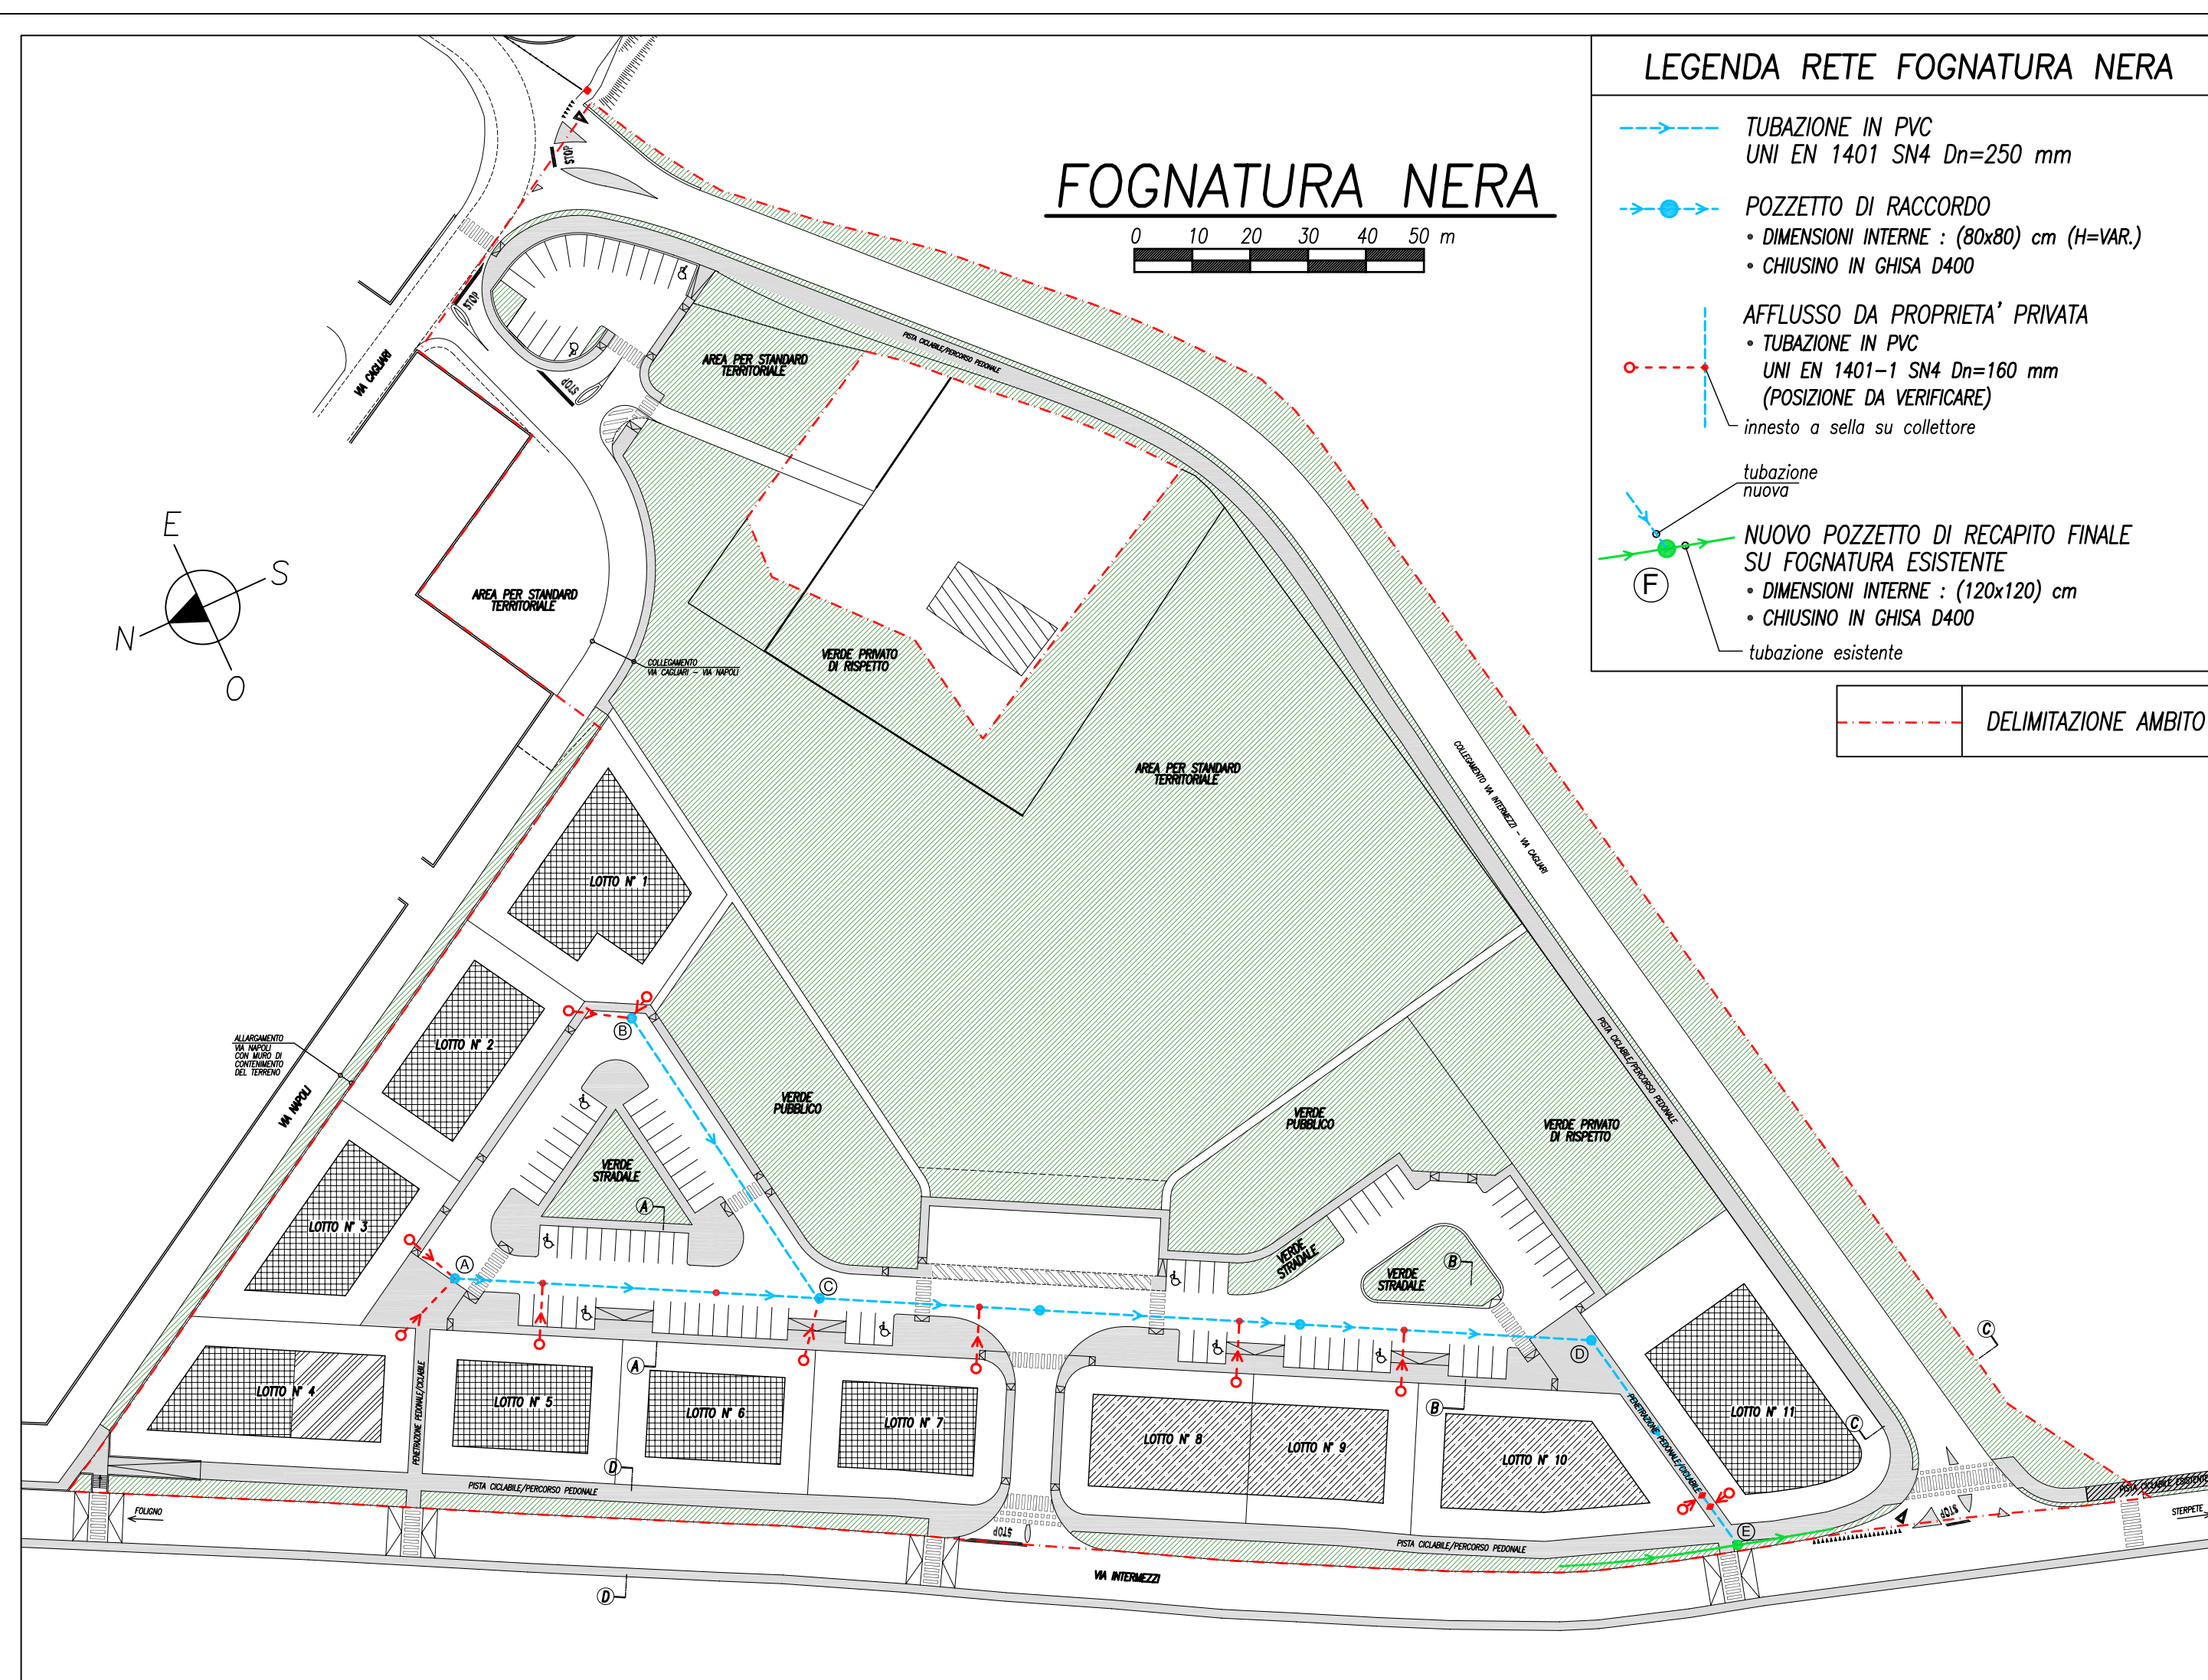 LEGENDA RETE FOGNATURA NERA
TUBAZIONE IN PVC
UNI EN 1401 SN4 Dn=250 mm
POZZETTO DI RACCORDO
• DIMENSIONI INTERNE : (80x80) cm (H=VAR.)
• CHIUSINO IN GHISA D400
AFFLUSSO DA PROPRIETA' PRIVATA
• TUBAZIONE IN PVC
UNI EN 1401-1 SN4 Dn=160 mm
(POSIZIONE DA VERIFICARE)
innesto a sella su collettore
tubazione
nuova
NUOVO POZZETTO DI RECAPITO FINALE
SU FOGNATURA ESISTENTE
F
• DIMENSIONI INTERNE : (120x120) cm
• CHIUSINO IN GHISA D400
tubazione esistente
DELIMITAZIONE AMBITO
FOGNATURA NERA
0 10 20 30 40 50 m
STOP
STOP
STOP
VIA CAGLIARI
PISTA CICLABILE/PERCORSO PEDONALE
AREA PER STANDARD
TERRITORIALE
E
S
N
O
AREA PER STANDARD
TERRITORIALE
COLLEGAMENTO
VIA CAGLIARI - VIA NAPOLI
VERDE PRIVATO
DI RISPETTO
AREA PER STANDARD
TERRITORIALE
COLLEGAMENTO VIA INTERMEZZI - VIA CAGLIARI
LOTTO N° 1
LOTTO N° 2
B
ALLARGAMENTO
VIA NAPOLI
CON MURO DI
CONTENIMENTO
DEL TERRENO
VIA NAPOLI
VERDE
PUBBLICO
VERDE
PUBBLICO
VERDE PRIVATO
DI RISPETTO
PISTA CICLABILE/PERCORSO PEDONALE
VERDE
STRADALE
A
LOTTO N° 3
A
C
VERDE
STRADALE
VERDE
STRADALE
B
D
C
LOTTO N° 4
PENETRAZIONE PEDONALE/CICLABILE
LOTTO N° 5
A
LOTTO N° 6
LOTTO N° 7
B
LOTTO N° 8
LOTTO N° 9
LOTTO N° 10
PENETRAZIONE PEDONALE/CICLABILE
LOTTO N° 11
C
D
PISTA CICLABILE/PERCORSO PEDONALE
FOLIGNO
STOP
PISTA CICLABILE/PERCORSO PEDONALE
E
STOP
PISTA CICLABILE ESISTENTE
STERPETE
VIA INTERMEZZI
D